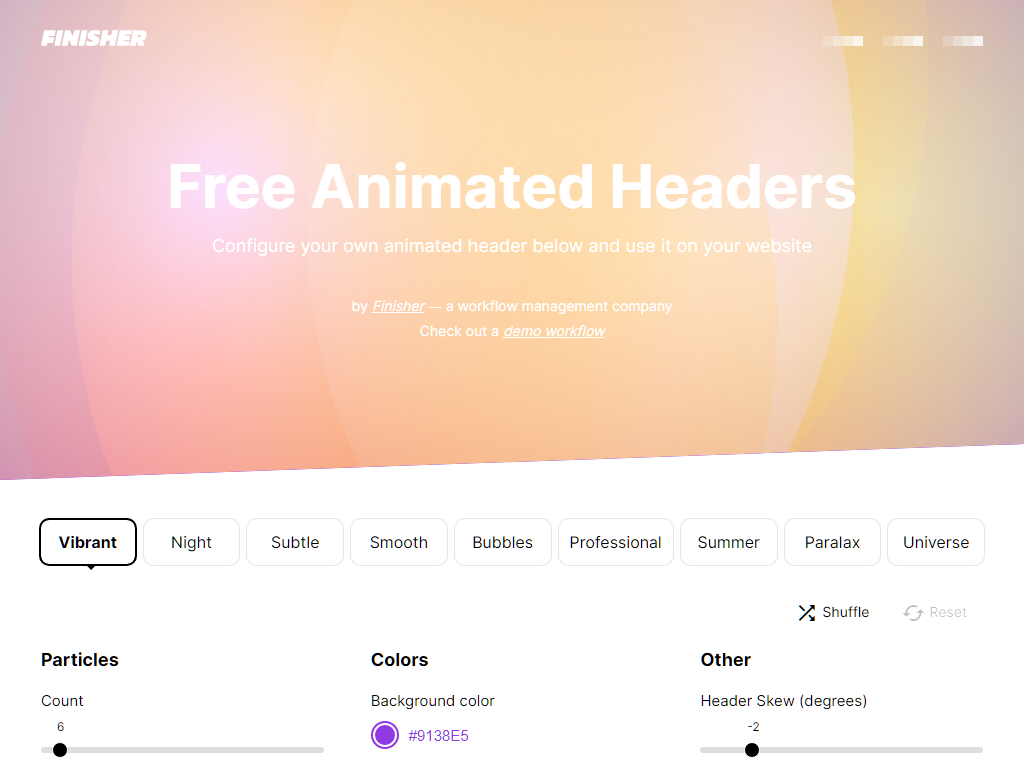 FINISHER
Free Animated Headers
Configure your own animated header below and use it on your website
by Finisher — a workflow management company
Check out a demo workflow
Vibrant Night Subtle Smooth Bubbles Professional Summer Paralax Universe
Shuffle Reset
Particles Colors Other
Count Background color Header Skew (degrees)
6 -2
#9138E5